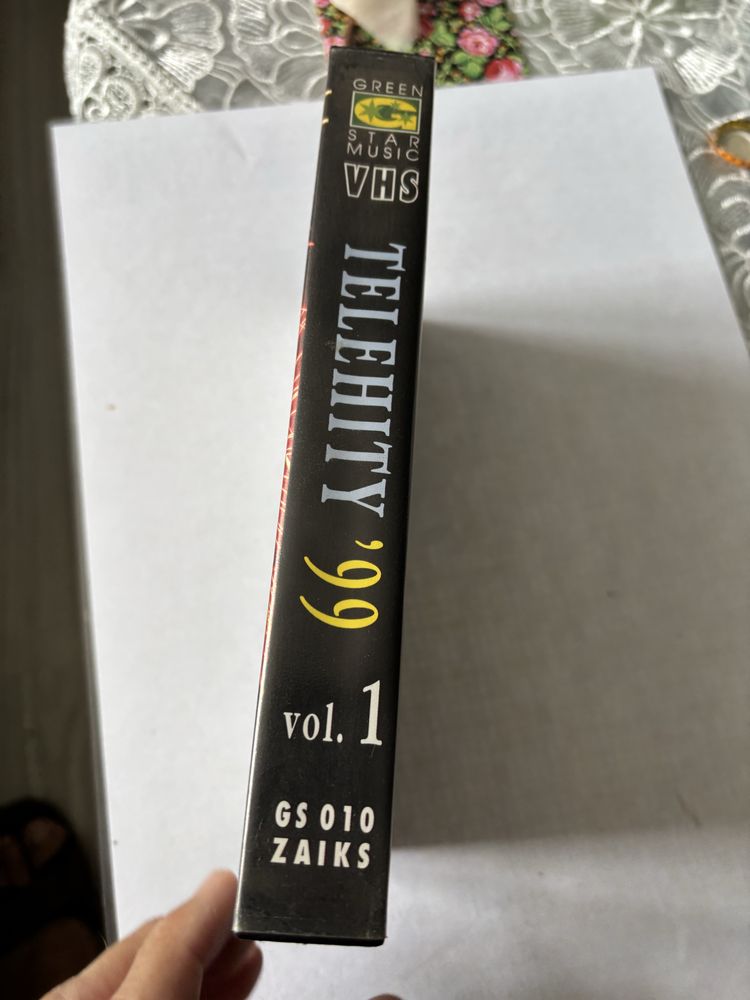 GREEN
G
STAR
MUSIC
VHS
TELEHITY '99
vol. 1
GS 010
ZAIKS